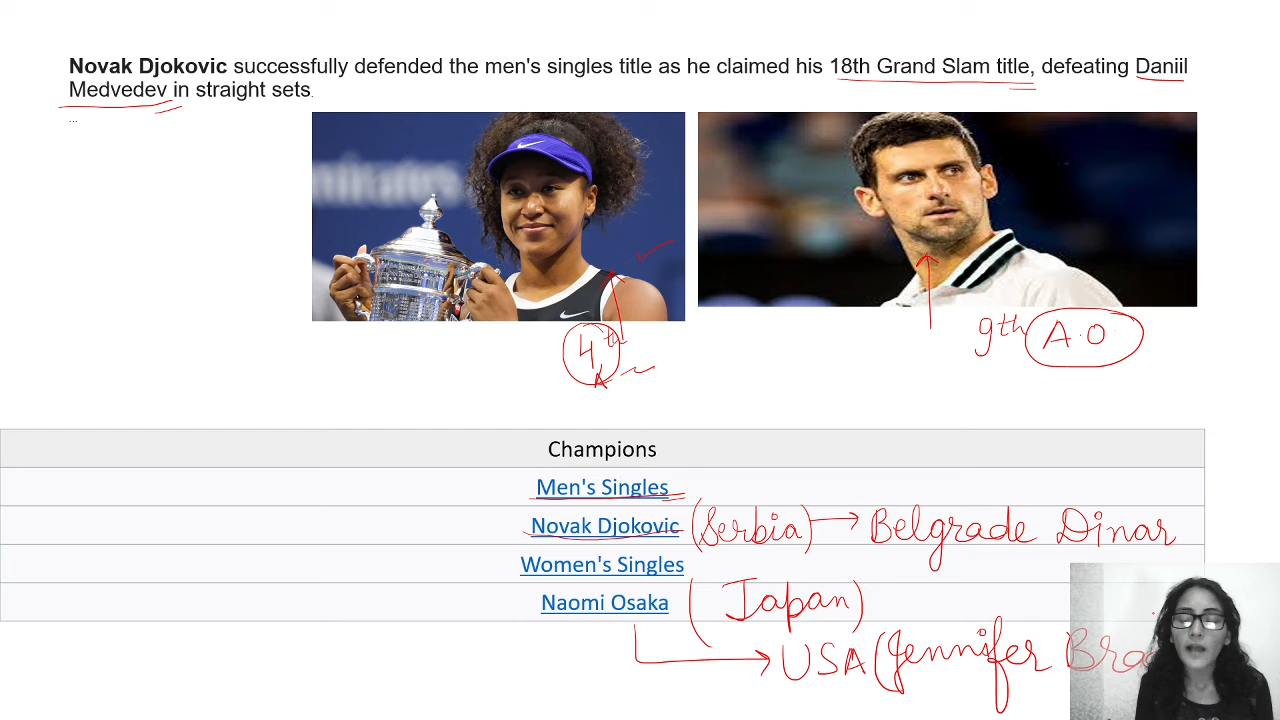 Novak Djokovic successfully defended the men's singles title as he claimed his 18th Grand Slam title, defeating Daniil
Medvedev in straight sets.
...
Emirates
4th
9th A.O
Champions
Men's Singles
Novak Djokovic (Serbia) → Belgrade Dinar
Women's Singles
Naomi Osaka (Japan)
USA (Jennifer